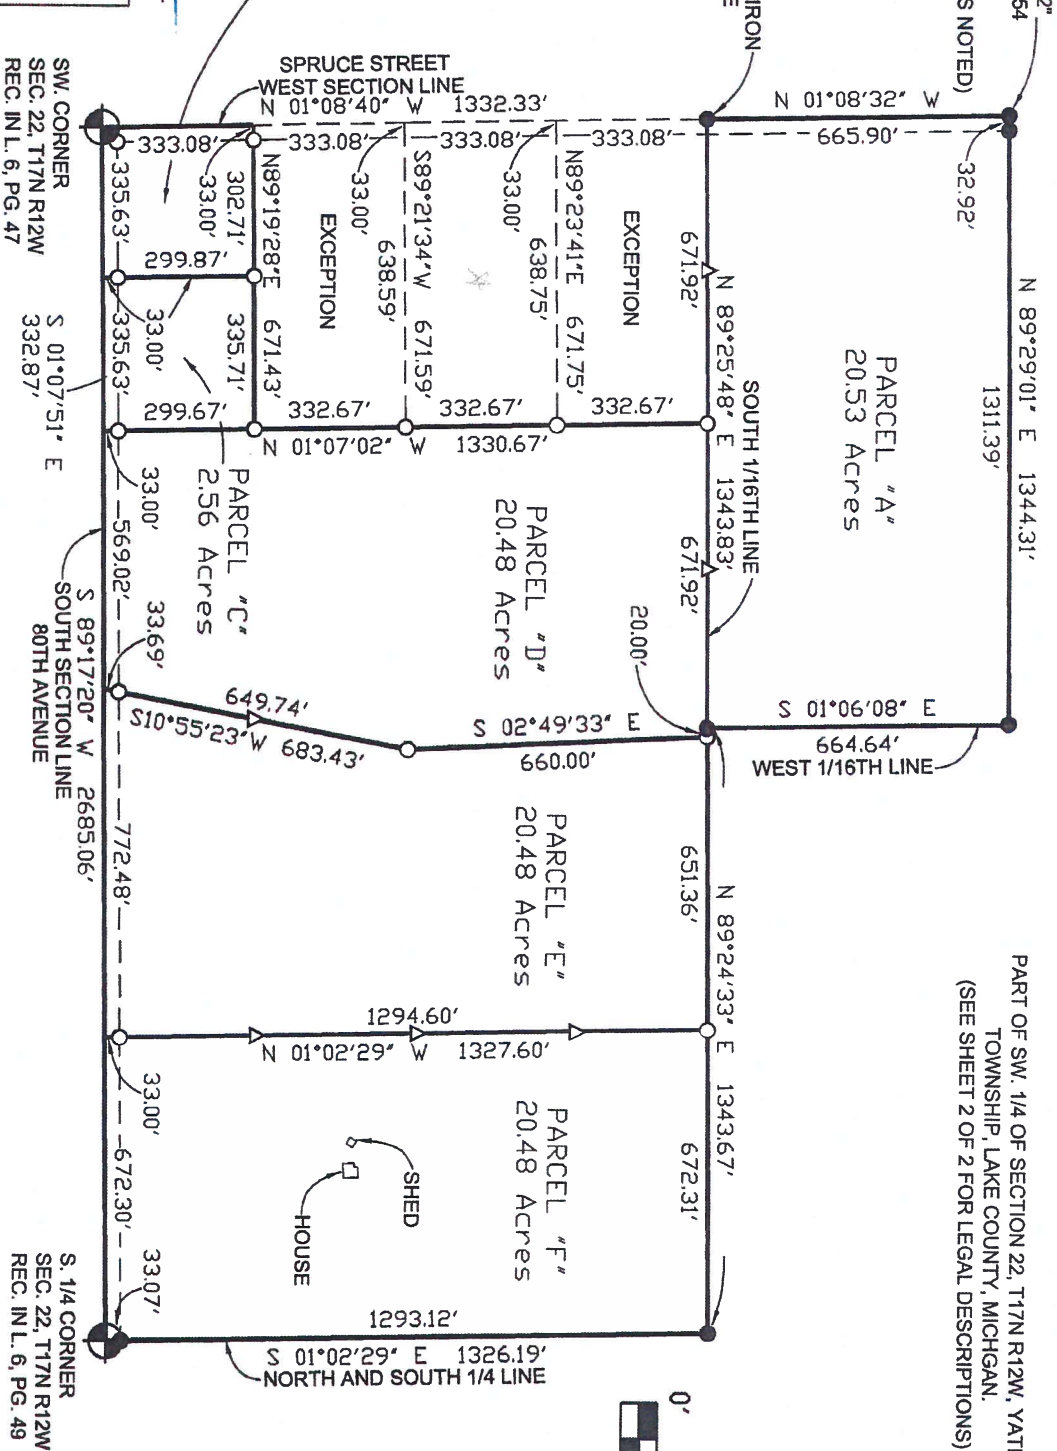 2"
54
S NOTED)
IRON
E
PART OF SW. 1/4 OF SECTION 22, T17N R12W, YATE
TOWNSHIP, LAKE COUNTY, MICHGAN.
(SEE SHEET 2 OF 2 FOR LEGAL DESCRIPTIONS)
N 89°29'01" E 1344.31'
1311.39'
32.92'
N 01°08'32" W
665.90'
PARCEL "A"
20.53 Acres
S 01°06'08" E
664.64'
WEST 1/16TH LINE
SOUTH 1/16TH LINE
N 89°25'48" E 1343.83'
671.92'
671.92'
20.00'
N 89°24'33" E 1343.67'
651.36'
672.31'
SPRUCE STREET
WEST SECTION LINE
N 01°08'40" W 1332.33'
333.08'
333.08'
333.08'
333.08'
EXCEPTION
N89°23'41"E 671.75'
33.00'
638.75'
S89°21'34"W 671.59'
33.00'
638.59'
EXCEPTION
N89°19'28"E 671.43'
33.00'
302.71'
335.71'
332.67'
332.67'
332.67'
N 01°07'02" W 1330.67'
299.87'
299.67'
33.00'
33.00'
335.63'
335.63'
S 01°07'51" E
332.87'
PARCEL "C"
2.56 Acres
PARCEL "D"
20.48 Acres
S 02°49'33" E
660.00'
649.74'
S10°55'23"W 683.43'
33.69'
569.02'
PARCEL "E"
20.48 Acres
772.48'
1294.60'
N 01°02'29" W 1327.60'
33.00'
PARCEL "F"
20.48 Acres
SHED
HOUSE
672.30'
33.07'
1293.12'
S 01°02'29" E 1326.19'
NORTH AND SOUTH 1/4 LINE
S 89°17'20" W 2685.06'
SOUTH SECTION LINE
80TH AVENUE
SW. CORNER
SEC. 22, T17N R12W
REC. IN L. 6, PG. 47
S. 1/4 CORNER
SEC. 22, T17N R12W
REC. IN L. 6, PG. 49
0'